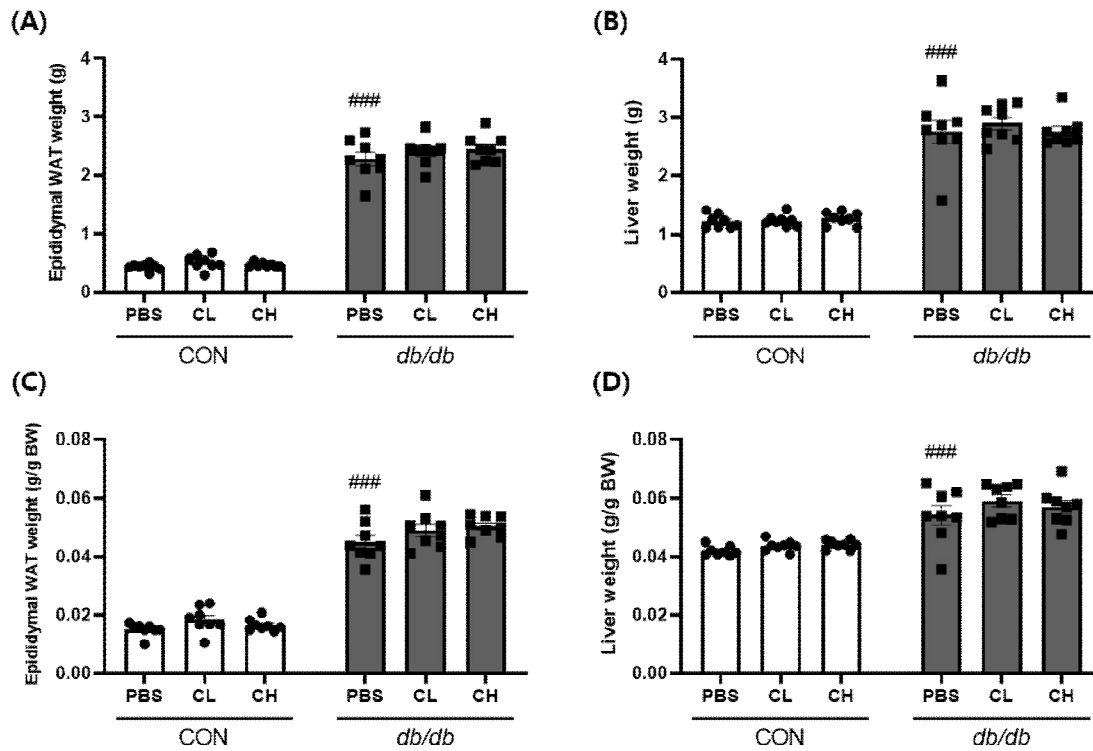 (A)
Epididymal WAT weight (g)
4
3
2
1
0
###
PBS CL CH PBS CL CH
CON db/db
(B)
Liver weight (g)
4
3
2
1
0
###
PBS CL CH PBS CL CH
CON db/db
(C)
Epididymal WAT weight (g/g BW)
0.08
0.06
0.04
0.02
0.00
###
PBS CL CH PBS CL CH
CON db/db
(D)
Liver weight (g/g BW)
0.08
0.06
0.04
0.02
0.00
###
PBS CL CH PBS CL CH
CON db/db